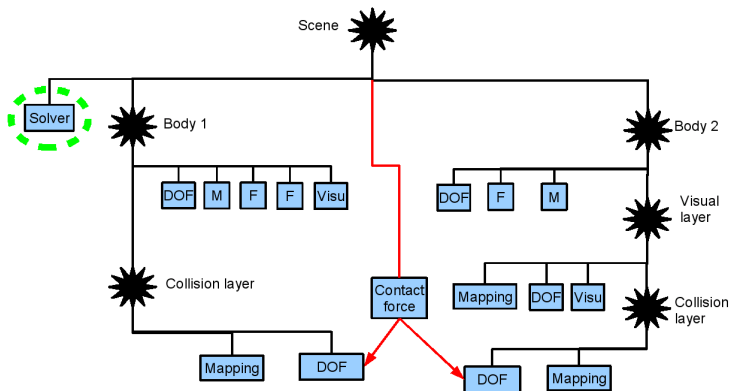 Scene
Solver
Body 1
Body 2
DOF
M
F
F
Visu
DOF
F
M
Visual
layer
Collision layer
Contact
force
Mapping
DOF
Visu
Collision
layer
Mapping
DOF
DOF
Mapping